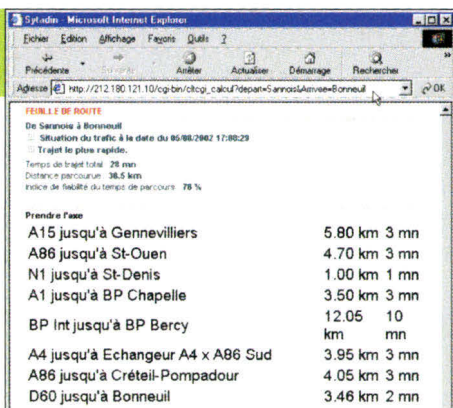 Sytadin - Microsoft Internet Explorer
Fichier Edition Affichage Favoris Outils ?
Précédente Suivante Arrêter Actualiser Démarrage Rechercher
Adresse http://212.180.121.10/cgi-bin/cltcgi_calcul?depart=Sannois&Arrivee=Bonneuil OK
FEUILLE DE ROUTE
De Sannois à Bonneuil
Situation du trafic à la date du 05/08/2002 17:00:29
Trajet le plus rapide.
Temps de trajet total 28 mn
Distance parcourue 38.5 km
Indice de fiabilité du temps de parcours 76 %
Prendre l'axe
A15 jusqu'à Gennevilliers 5.80 km 3 mn
A86 jusqu'à St-Ouen 4.70 km 3 mn
N1 jusqu'à St-Denis 1.00 km 1 mn
A1 jusqu'à BP Chapelle 3.50 km 3 mn
BP Int jusqu'à BP Bercy 12.05 km 10 mn
A4 jusqu'à Echangeur A4 x A86 Sud 3.95 km 3 mn
A86 jusqu'à Créteil-Pompadour 4.05 km 3 mn
D60 jusqu'à Bonneuil 3.46 km 2 mn